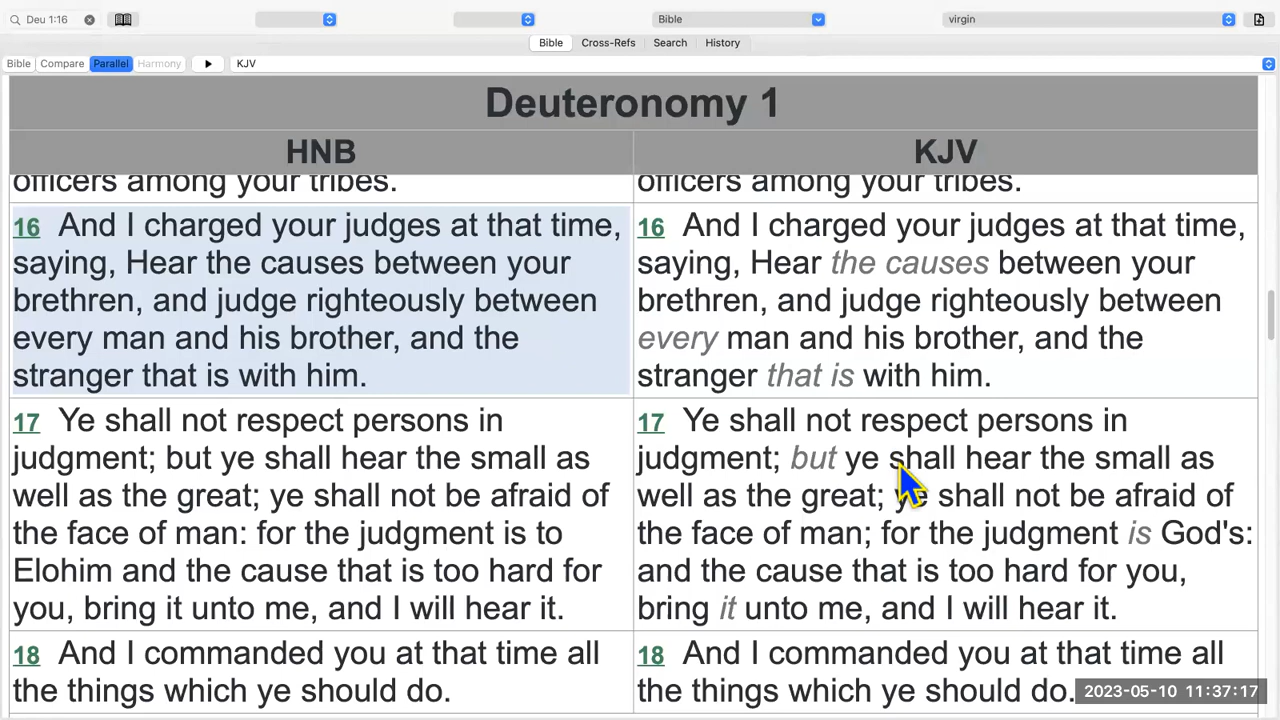 Deu 1:16 Bible virgin
Bible Cross-Refs Search History
Bible Compare Parallel Harmony KJV
Deuteronomy 1
HNB
officers among your tribes.
16 And I charged your judges at that time,
saying, Hear the causes between your
brethren, and judge righteously between
every man and his brother, and the
stranger that is with him.
17 Ye shall not respect persons in
judgment; but ye shall hear the small as
well as the great; ye shall not be afraid of
the face of man: for the judgment is to
Elohim and the cause that is too hard for
you, bring it unto me, and I will hear it.
18 And I commanded you at that time all
the things which ye should do.
KJV
officers among your tribes.
16 And I charged your judges at that time,
saying, Hear the causes between your
brethren, and judge righteously between
every man and his brother, and the
stranger that is with him.
17 Ye shall not respect persons in
judgment; but ye shall hear the small as
well as the great; ye shall not be afraid of
the face of man; for the judgment is God's:
and the cause that is too hard for you,
bring it unto me, and I will hear it.
18 And I commanded you at that time all
the things which ye should do.
2023-05-10 11:37:17